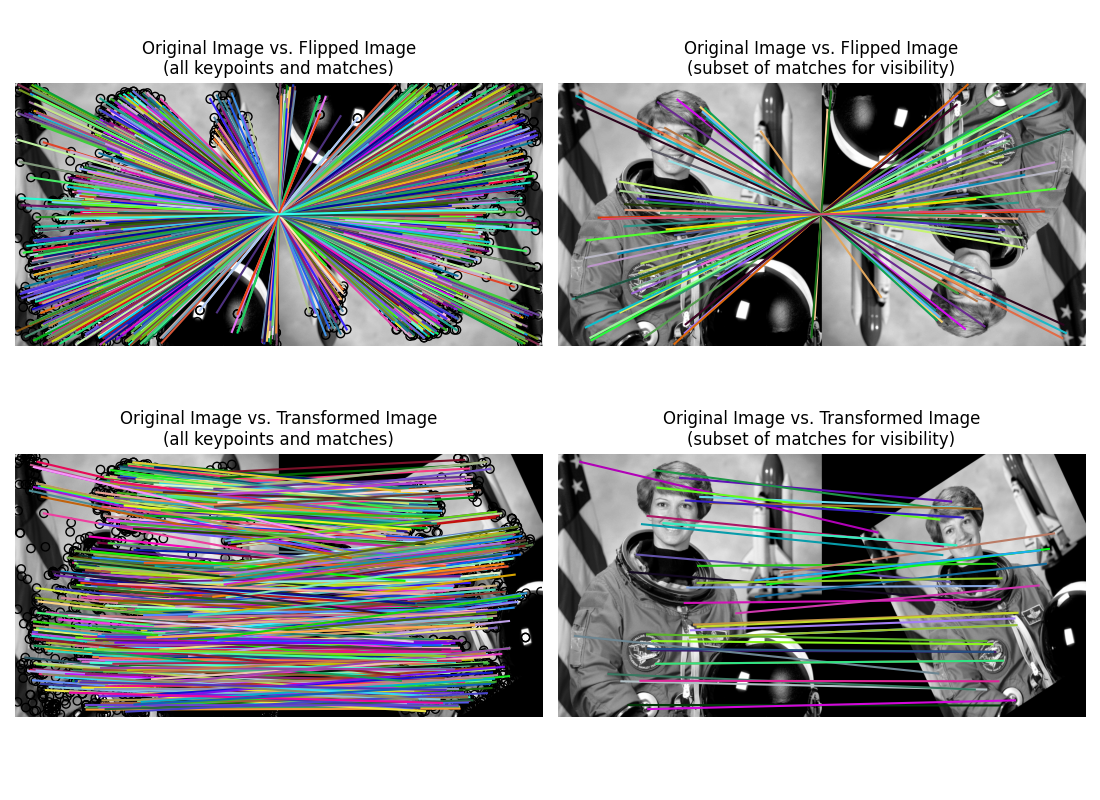 Original Image vs. Flipped Image
(all keypoints and matches)
Original Image vs. Flipped Image
(subset of matches for visibility)
Original Image vs. Transformed Image
(all keypoints and matches)
Original Image vs. Transformed Image
(subset of matches for visibility)